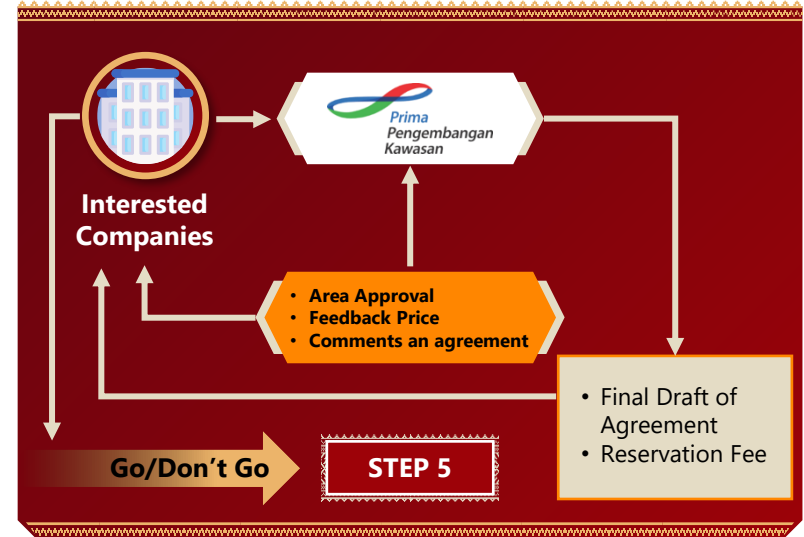 Prima
Pengembangan
Kawasan
Interested
Companies
• Area Approval
• Feedback Price
• Comments an agreement
• Final Draft of
Agreement
• Reservation Fee
Go/Don’t Go
STEP 5